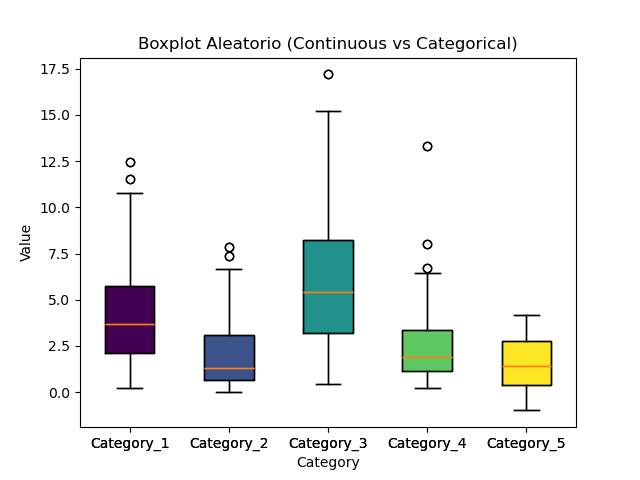 Boxplot Aleatorio (Continuous vs Categorical)
17.5
15.0
12.5
10.0
7.5
5.0
2.5
0.0
Value
Category_1 Category_2 Category_3 Category_4 Category_5
Category